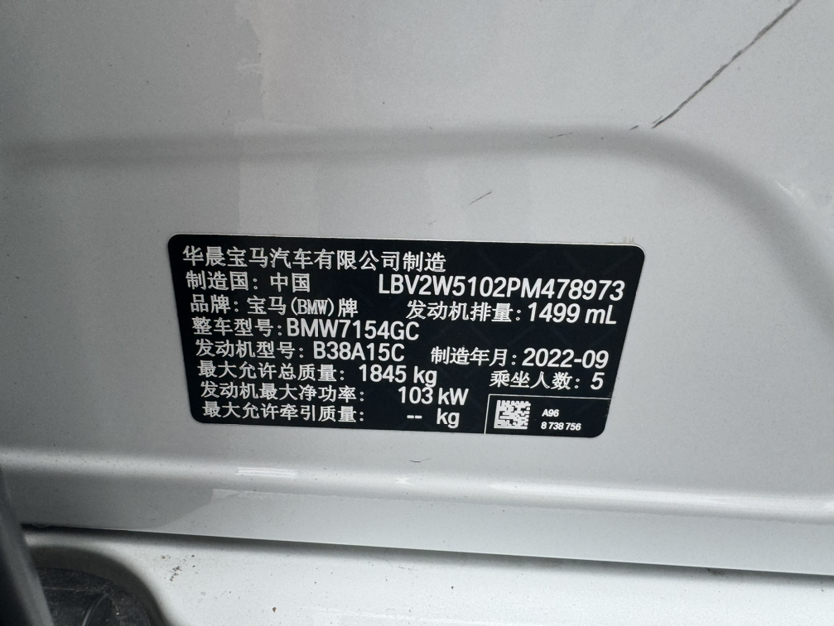 华晨宝马汽车有限公司制造
制造国：中国 LBV2W5102PM478973
品牌：宝马(BMW)牌 发动机排量：1499 mL
整车型号：BMW7154GC
发动机型号：B38A15C 制造年月：2022-09
最大允许总质量：1845 kg 乘坐人数：5
发动机最大净功率：103 kW
最大允许牵引质量：-- kg
A96
8 738 756